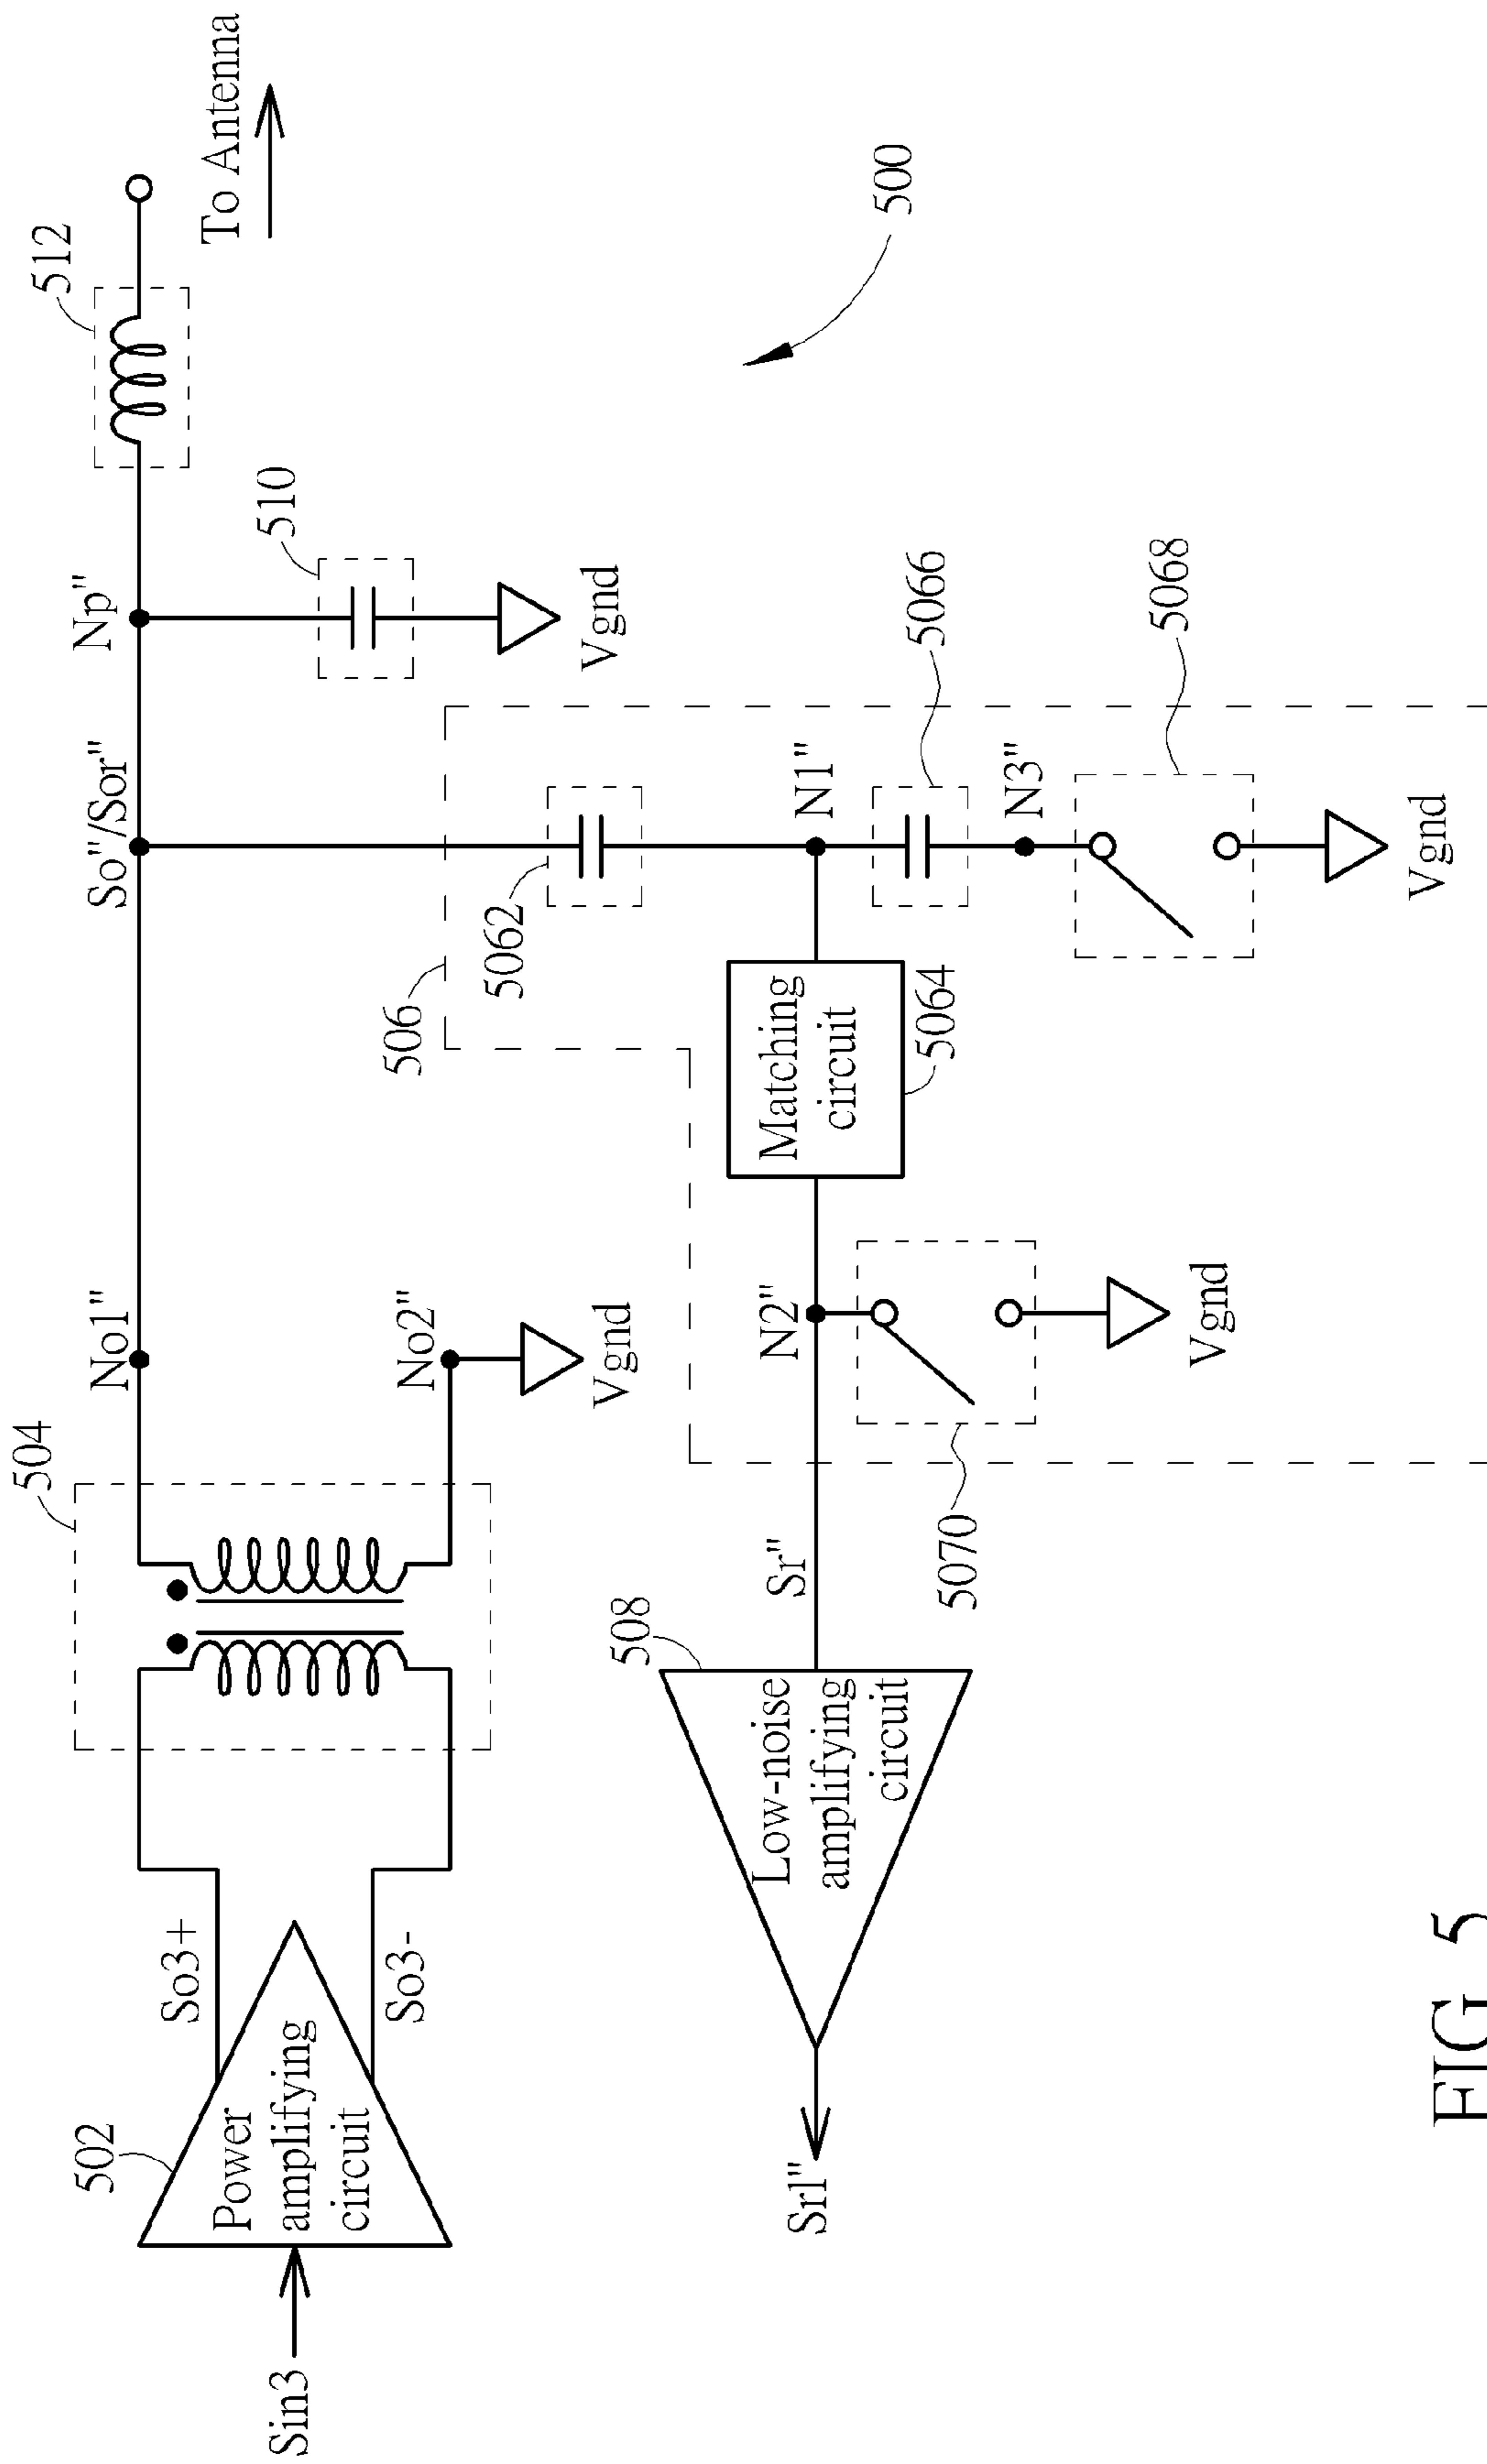 504
512
No1"
So"/Sor"
Np"
To Antenna
502
So3+
510
Sin3
Power
amplifying
circuit
So3-
No2"
506
5062
Vgnd
Vgnd
500
508
Low-noise
amplifying
circuit
Srl"
Sr"
N2"
Matching
circuit
N1"
5066
5064
5070
N3"
5068
Vgnd
Vgnd
FIG. 5